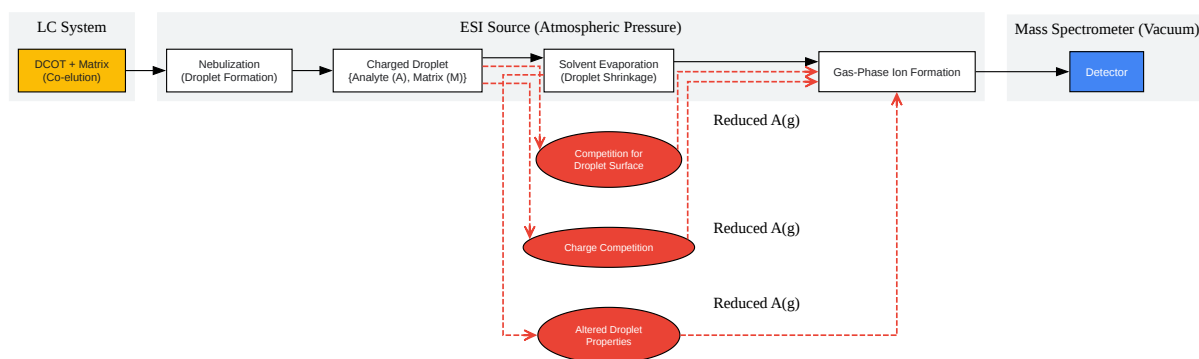 LC System
ESI Source (Atmospheric Pressure)
Mass Spectrometer (Vacuum)
DCOT + Matrix
(Co-elution)
Nebulization
(Droplet Formation)
Charged Droplet
{Analyte (A), Matrix (M)}
Solvent Evaporation
(Droplet Shrinkage)
Gas-Phase Ion Formation
Detector
Reduced A(g)
Competition for
Droplet Surface
Reduced A(g)
Charge Competition
Reduced A(g)
Altered Droplet
Properties